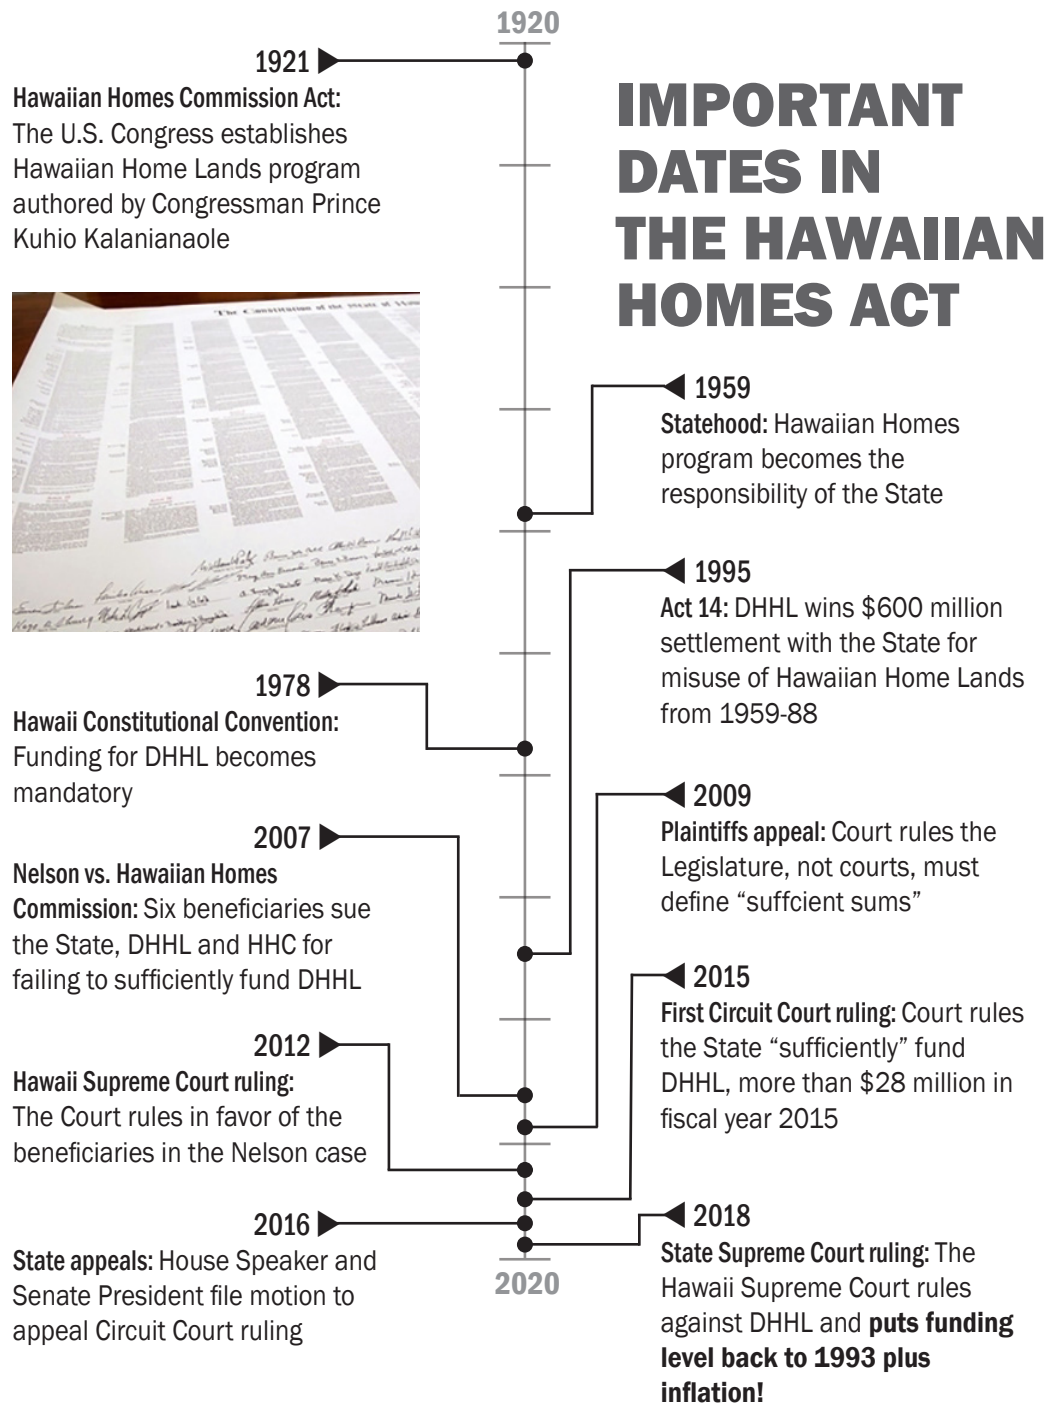 1920
IMPORTANT
DATES IN
THE HAWAIIAN
HOMES ACT
1921
Hawaiian Homes Commission Act:
The U.S. Congress establishes
Hawaiian Home Lands program
authored by Congressman Prince
Kuhio Kalanianaole
The Constitution of the State of
1959
Statehood: Hawaiian Homes
program becomes the
responsibility of the State
1978
Hawaii Constitutional Convention:
Funding for DHHL becomes
mandatory
1995
Act 14: DHHL wins $600 million
settlement with the State for
misuse of Hawaiian Home Lands
from 1959-88
2007
Nelson vs. Hawaiian Homes
Commission: Six beneficiaries sue
the State, DHHL and HHC for
failing to sufficiently fund DHHL
2009
Plaintiffs appeal: Court rules the
Legislature, not courts, must
define “suffcient sums”
2012
Hawaii Supreme Court ruling:
The Court rules in favor of the
beneficiaries in the Nelson case
2015
First Circuit Court ruling: Court rules
the State “sufficiently” fund
DHHL, more than $28 million in
fiscal year 2015
2016
State appeals: House Speaker and
Senate President file motion to
appeal Circuit Court ruling
2018
State Supreme Court ruling: The
Hawaii Supreme Court rules
against DHHL and puts funding
level back to 1993 plus
inflation!
2020